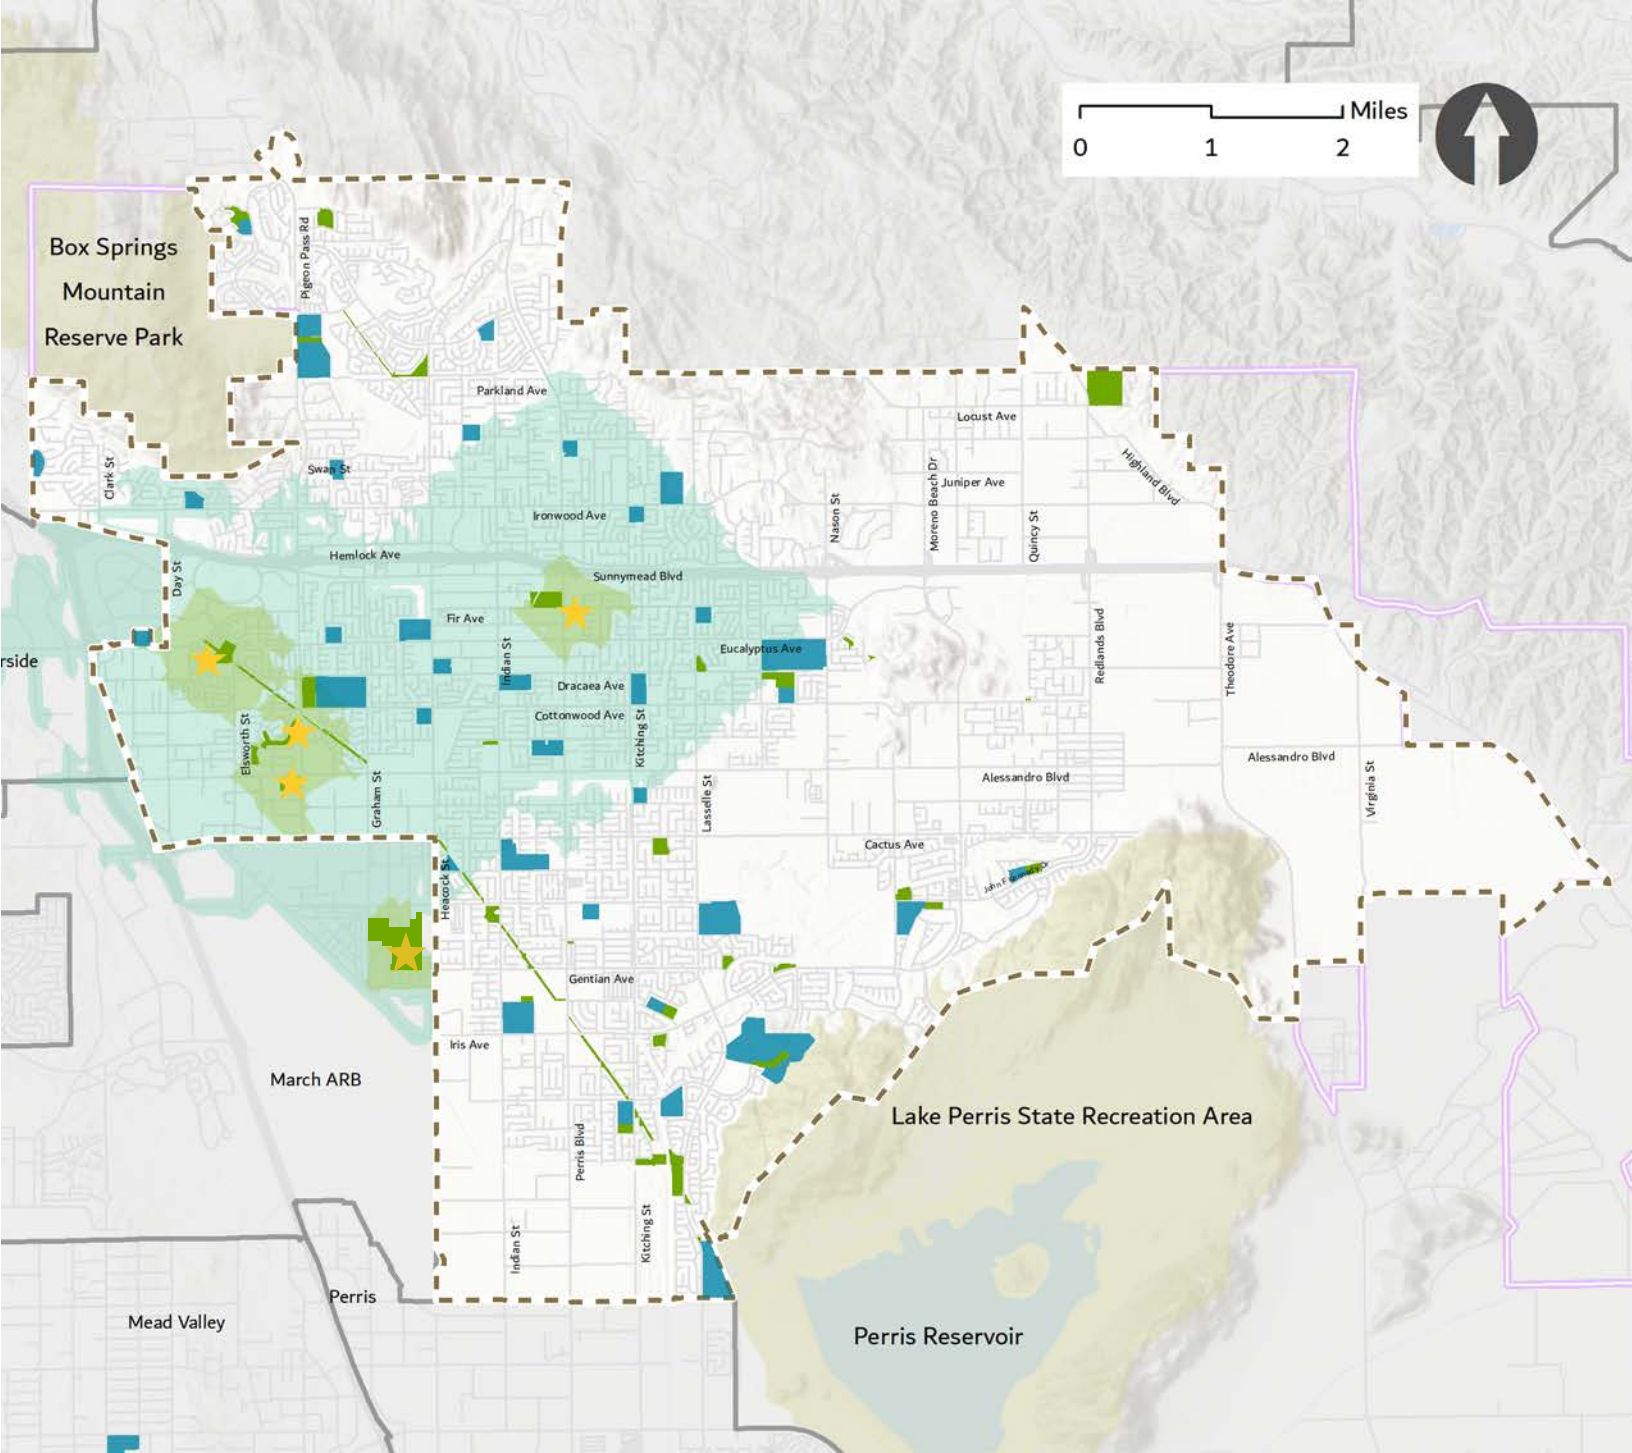 Miles
0 1 2
Box Springs
Mountain
Reserve Park
Pigeon Pass Rd
Parkland Ave
Locust Ave
Highland Blvd
Clark St
Swan St
Juniper Ave
Moreno Beach Dr
Nason St
Quincy St
Ironwood Ave
Hemlock Ave
Day St
Sunnymead Blvd
Fir Ave
Indian St
Eucalyptus Ave
Redlands Blvd
Theodore Ave
rside
Dracaea Ave
Cottonwood Ave
Kitching St
Elsworth St
Graham St
Lasselle St
Alessandro Blvd
Alessandro Blvd
Virginia St
Cactus Ave
Heacock St
John F Kennedy Dr
Gentian Ave
Iris Ave
March ARB
Lake Perris State Recreation Area
Perris Blvd
Indian St
Kitching St
Perris
Mead Valley
Perris Reservoir